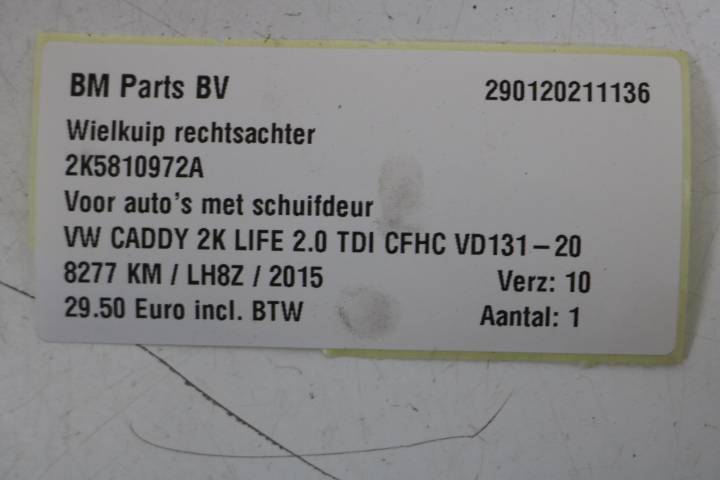 BM Parts BV 290120211136
Wielkuip rechtsachter
2K5810972A
Voor auto's met schuifdeur
VW CADDY 2K LIFE 2.0 TDI CFHC VD131-20
8277 KM / LH8Z / 2015 Verz: 10
29.50 Euro incl. BTW Aantal: 1